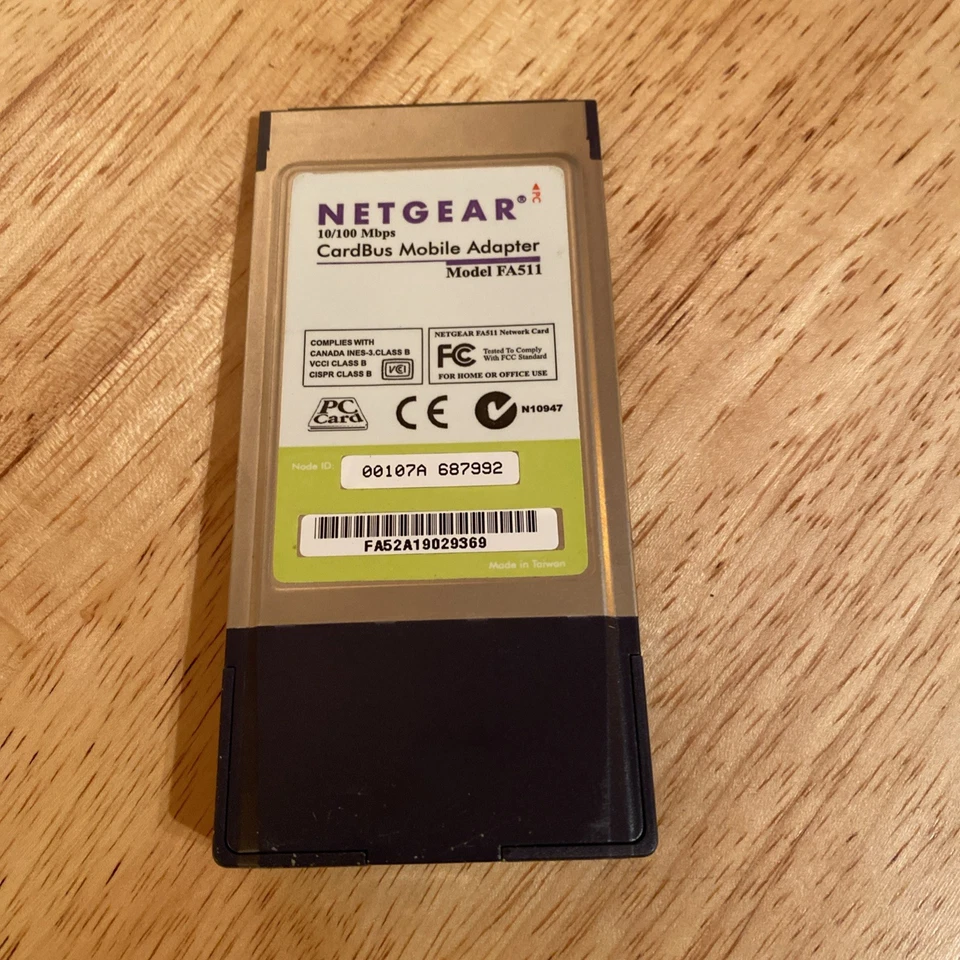 NETGEAR®
◄PC
10/100 Mbps
CardBus Mobile Adapter
Model FA511
COMPLIES WITH
CANADA INES-3.CLASS B
VCCI CLASS B
CISPR CLASS B
VCI
NETGEAR FA511 Network Card
FC
Tested To Comply
With FCC Standard
FOR HOME OR OFFICE USE
PC
Card
CE
N10947
Node ID:
00107A 687992
FA52A19029369
Made in Taiwan